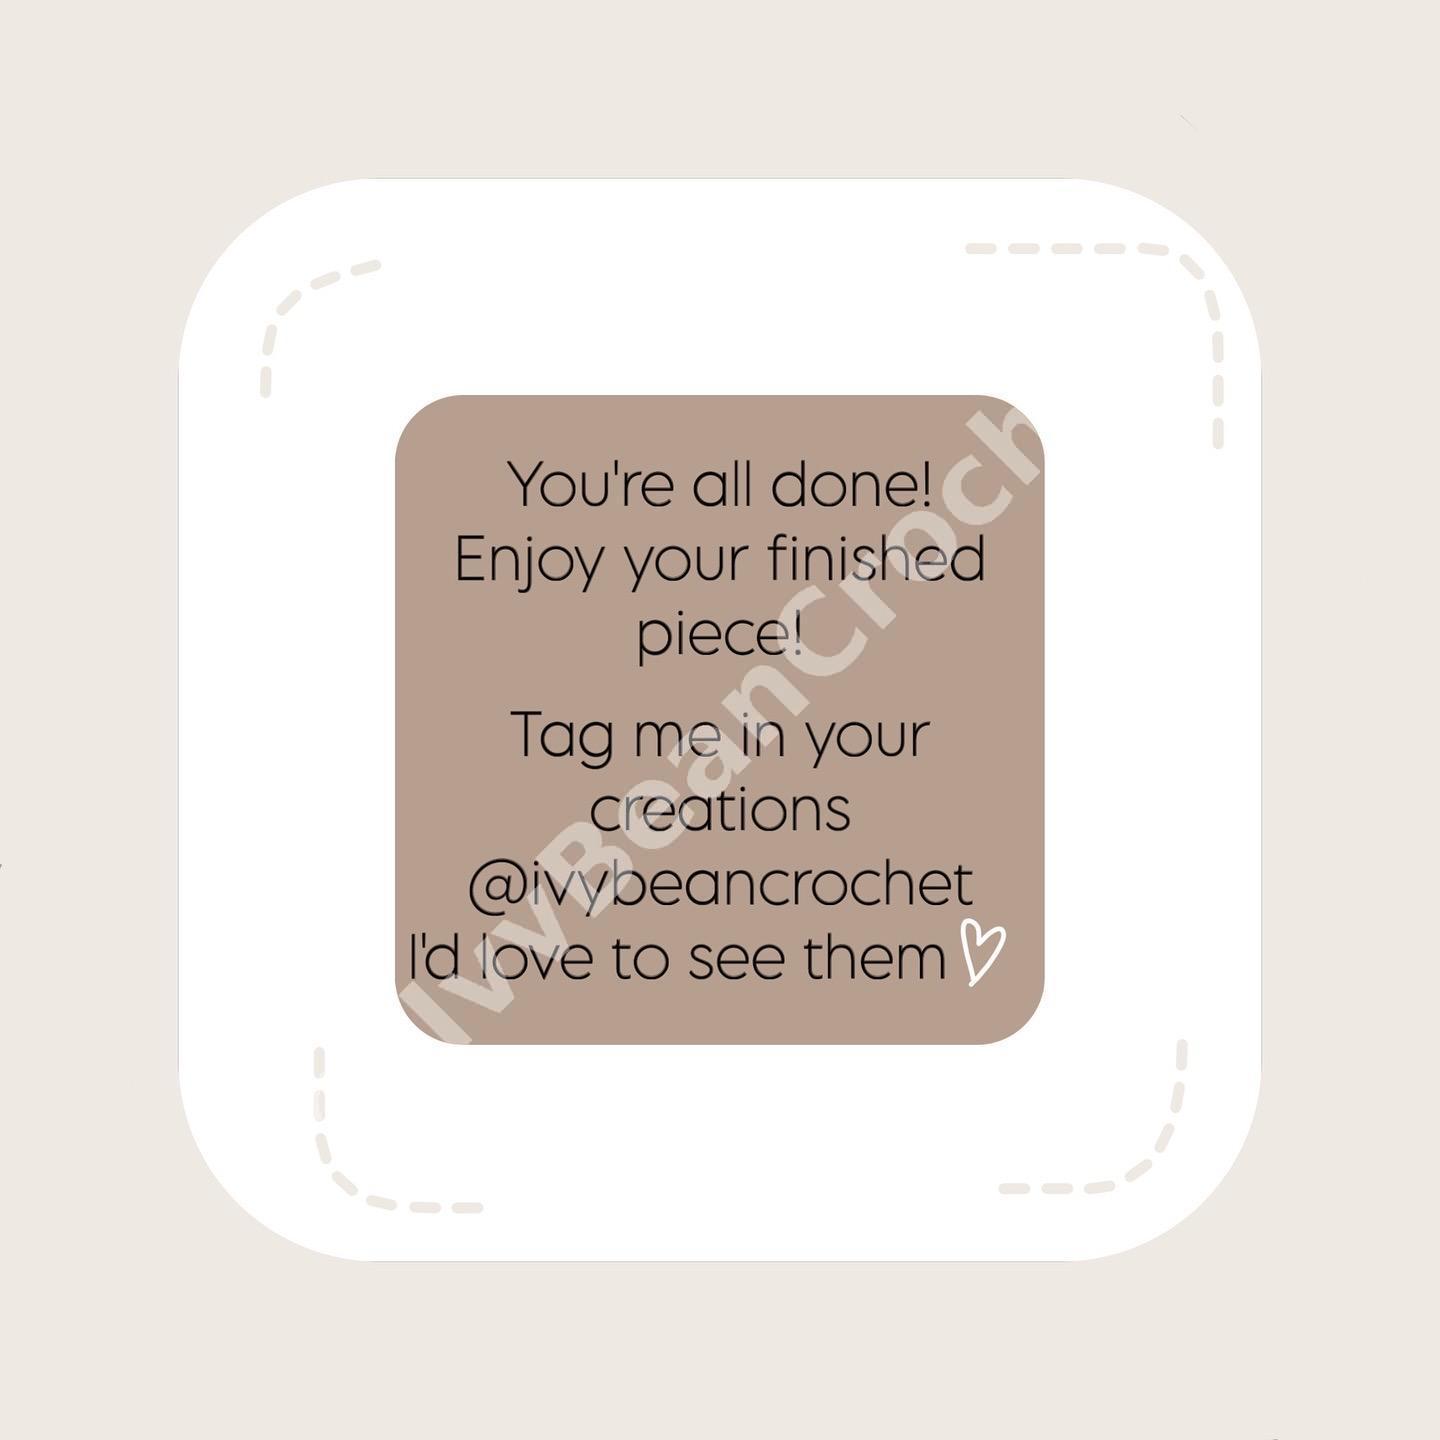 You're all done!
Enjoy your finished
piece!
Tag me in your
creations
@ivybeancrochet
I'd love to see them
IvyBeanCroch